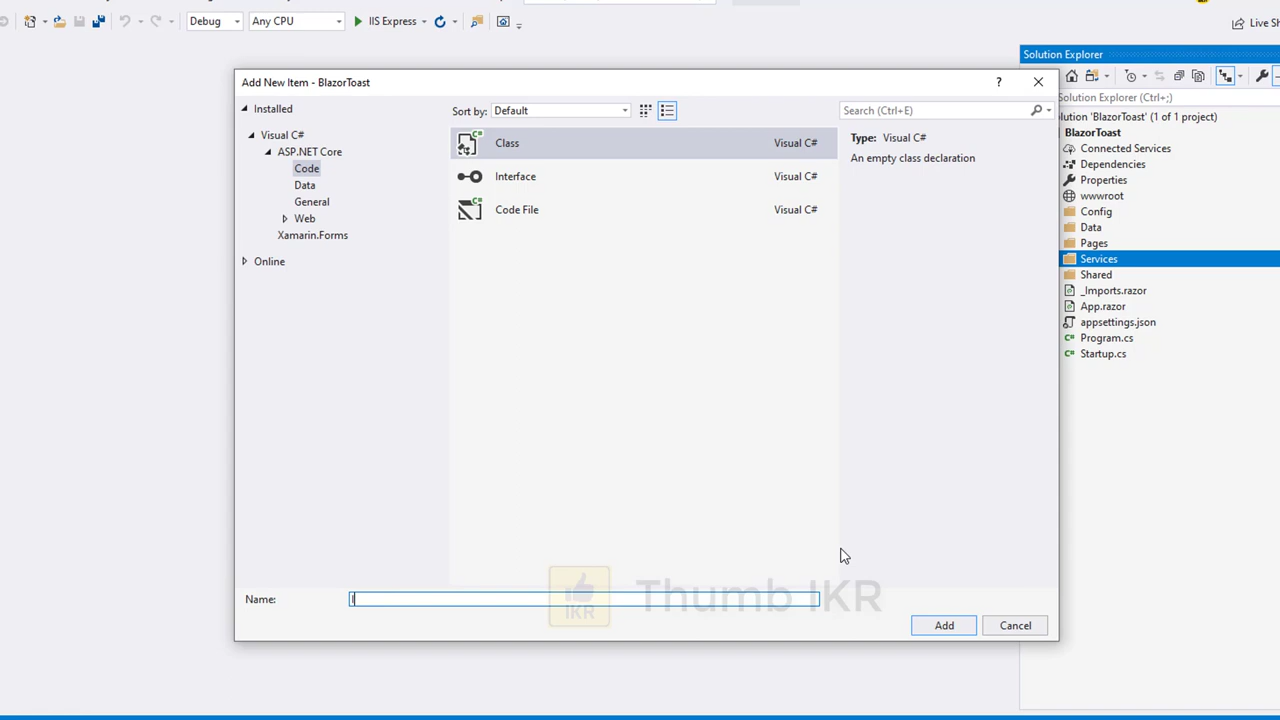 Debug
Any CPU
IIS Express
Live Sh
Solution Explorer
Add New Item - BlazorToast
?
Installed
Sort by:
Default
Search (Ctrl+E)
Solution Explorer (Ctrl+;)
olution 'BlazorToast' (1 of 1 project)
Visual C#
ASP.NET Core
Code
Data
General
Web
Xamarin.Forms
Online
Class
Visual C#
Interface
Visual C#
Code File
Visual C#
Type: Visual C#
An empty class declaration
BlazorToast
Connected Services
Dependencies
Properties
wwwroot
Config
Data
Pages
Services
Shared
_Imports.razor
App.razor
appsettings.json
Program.cs
Startup.cs
IKR
Thumb IKR
Name:
Add
Cancel